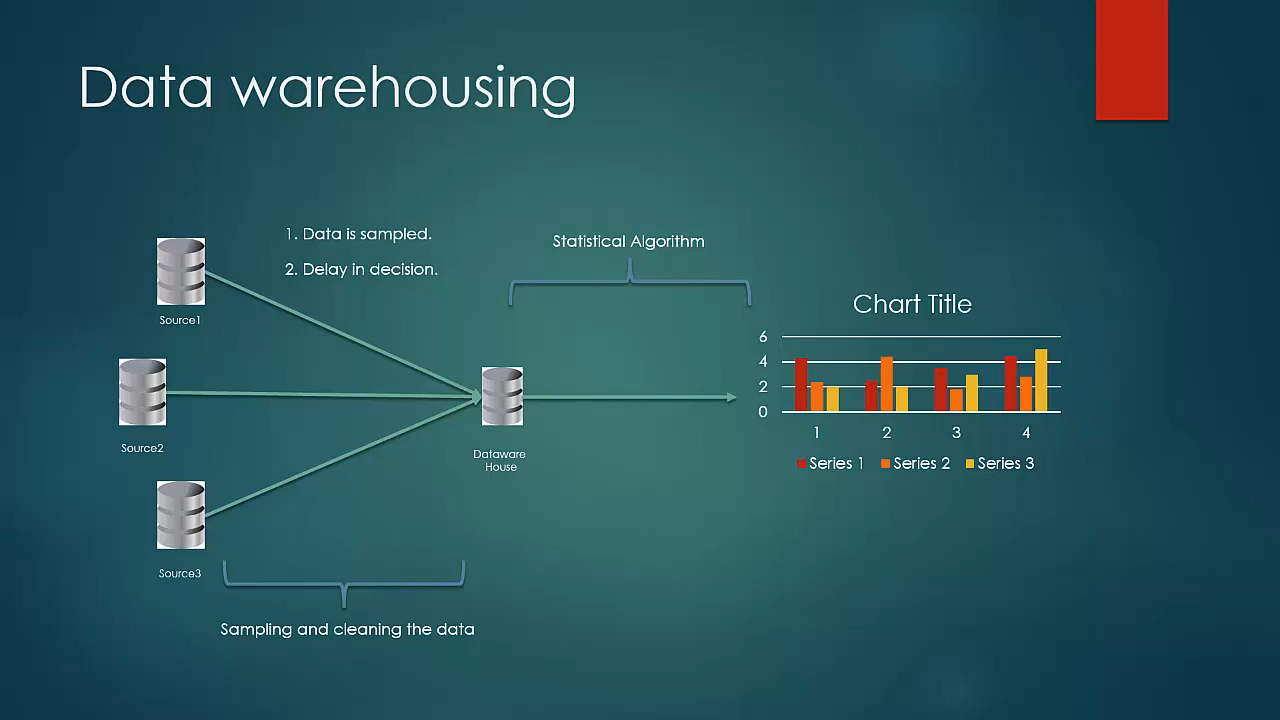 Data warehousing
1. Data is sampled.
2. Delay in decision.
Statistical Algorithm
Source1
Source2
Source3
Dataware
House
Sampling and cleaning the data
Chart Title
6
4
2
0
1 2 3 4
Series 1 Series 2 Series 3